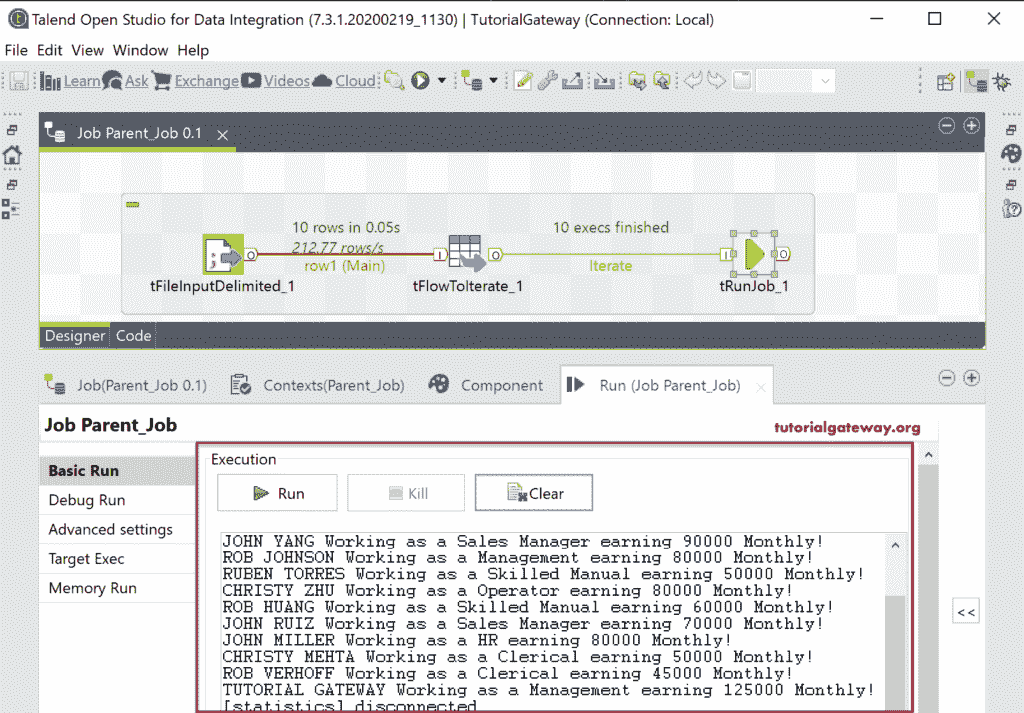 Talend Open Studio for Data Integration (7.3.1.20200219_1130) | TutorialGateway (Connection: Local)
File Edit View Window Help
Learn Ask Exchange Videos Cloud
Job Parent_Job 0.1
10 rows in 0.05s
212,77 rows/s
row1 (Main)
10 execs finished
Iterate
tFileInputDelimited_1
tFlowToIterate_1
tRunJob_1
Designer Code
Job(Parent_Job 0.1) Contexts(Parent_Job) Component Run (Job Parent_Job)
Job Parent_Job
tutorialgateway.org
Basic Run
Debug Run
Advanced settings
Target Exec
Memory Run
Execution
Run Kill Clear
JOHN YANG Working as a Sales Manager earning 90000 Monthly!
ROB JOHNSON Working as a Management earning 80000 Monthly!
RUBEN TORRES Working as a Skilled Manual earning 50000 Monthly!
CHRISTY ZHU Working as a Operator earning 80000 Monthly!
ROB HUANG Working as a Skilled Manual earning 60000 Monthly!
JOHN RUIZ Working as a Sales Manager earning 70000 Monthly!
JOHN MILLER Working as a HR earning 80000 Monthly!
CHRISTY MEHTA Working as a Clerical earning 50000 Monthly!
ROB VERHOFF Working as a Clerical earning 45000 Monthly!
TUTORIAL GATEWAY Working as a Management earning 125000 Monthly!
[statistics] disconnected
<<